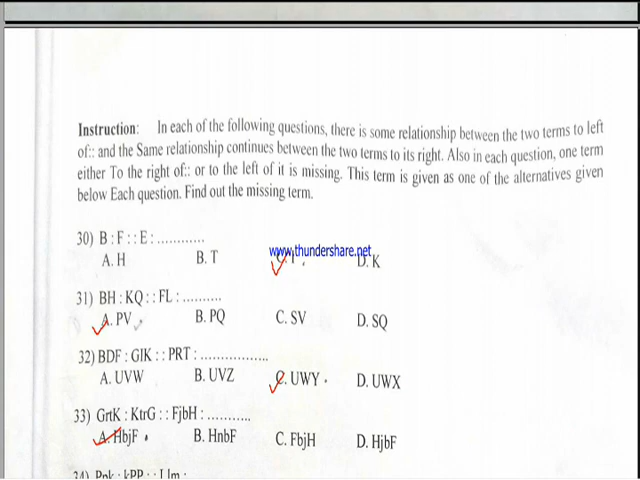 Instruction: In each of the following questions, there is some relationship between the two terms to left
of:: and the Same relationship continues between the two terms to its right. Also in each question, one term
either To the right of:: or to the left of it is missing. This term is given as one of the alternatives given
below Each question. Find out the missing term.
30) B : F : : E : ............
www.thundershare.net
A. H B. T C. I . D. K
31) BH : KQ : : FL : ..........
A. PV B. PQ C. SV D. SQ
32) BDF : GIK : : PRT : .................
A. UVW B. UVZ C. UWY . D. UWX
33) GrtK : KtrG : : FjbH : ...........
A. HbjF . B. HnbF C. FbjH D. HjbF